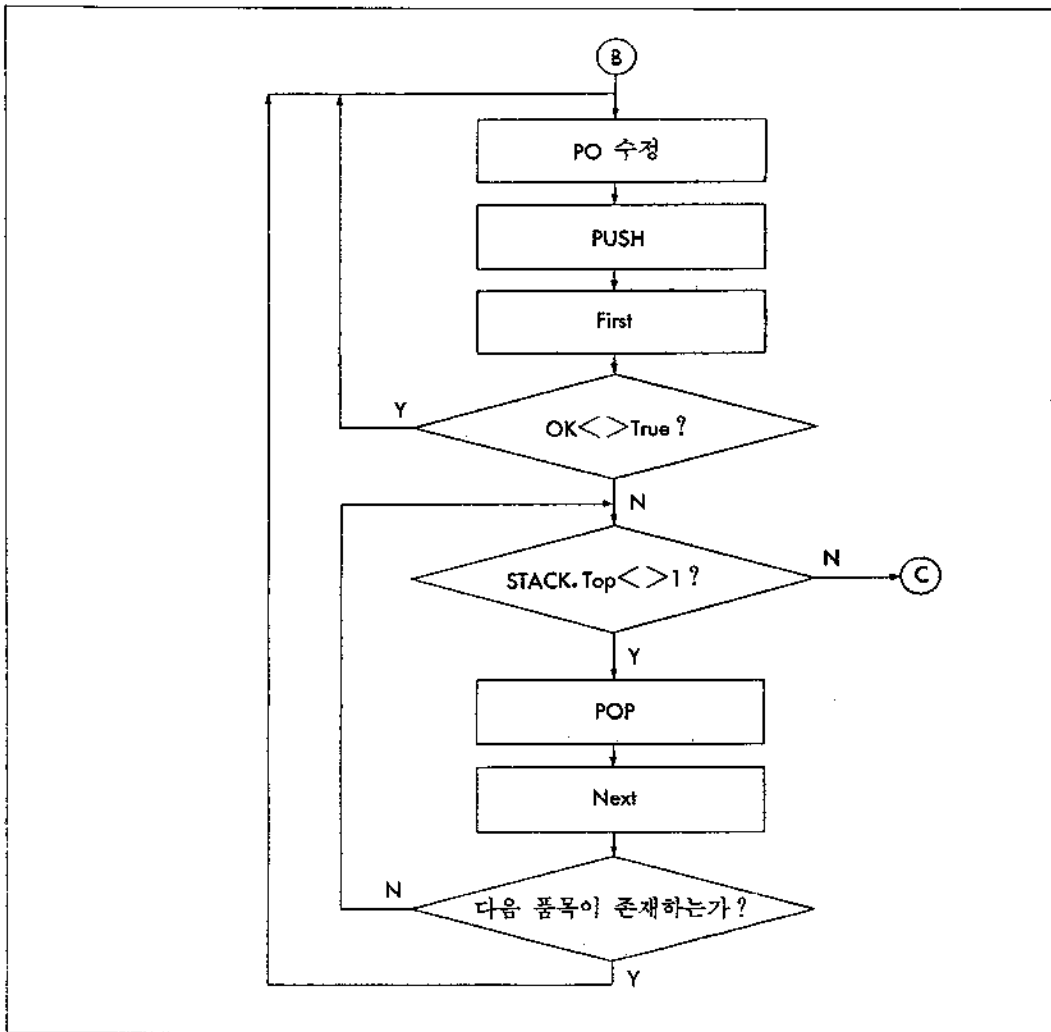 B
PO 수정
PUSH
First
Y
OK<>True?
N
STACK.Top<>1?
N
C
Y
POP
Next
N
다음 품목이 존재하는가?
Y